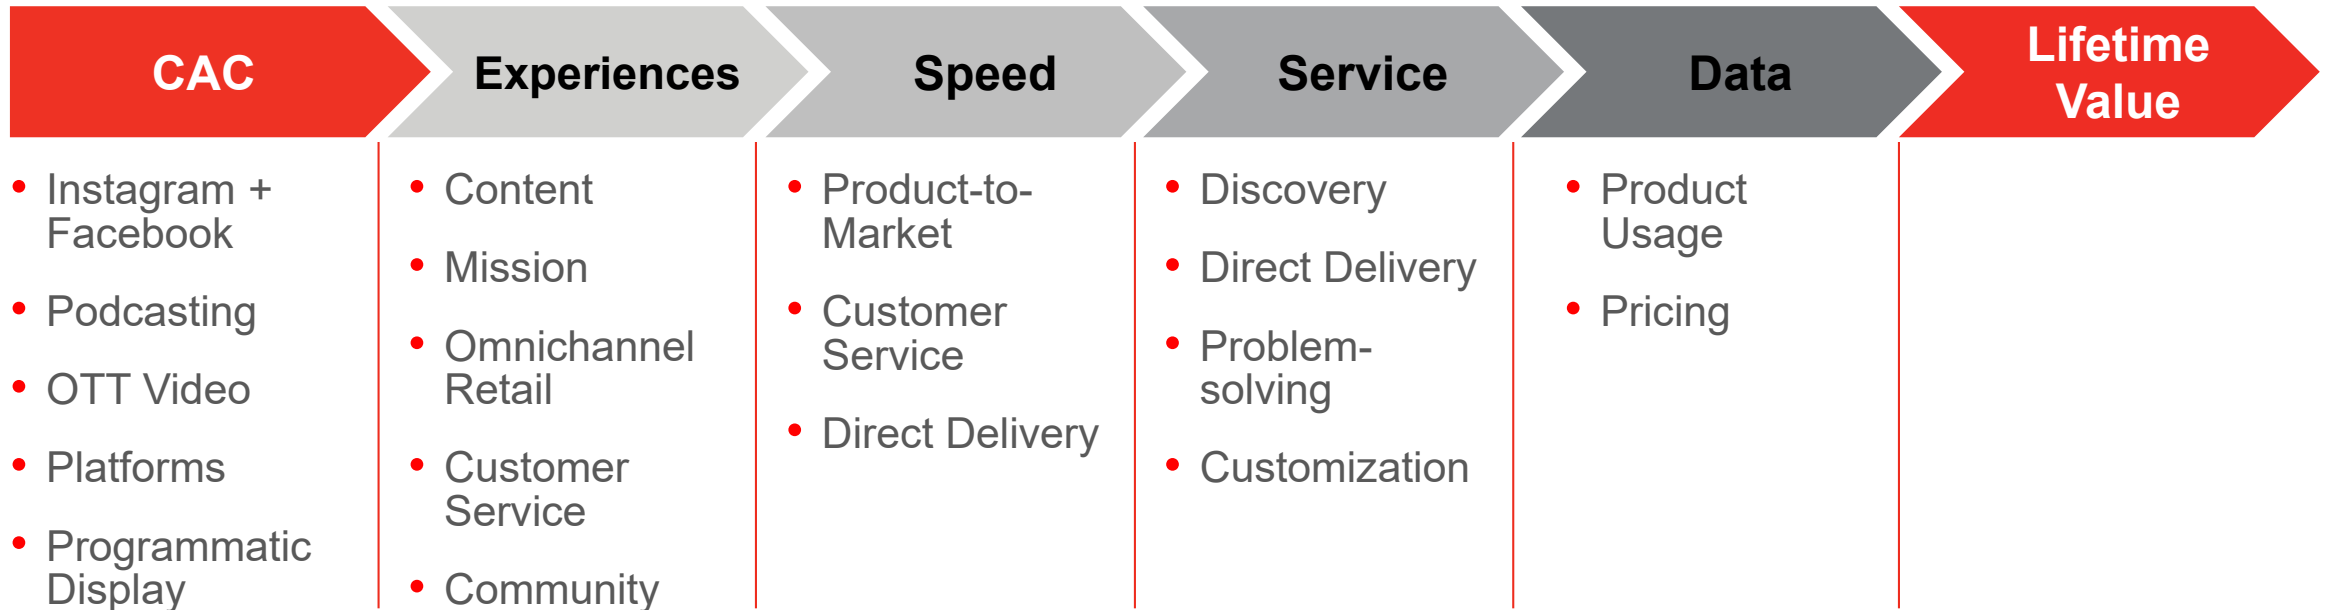 CAC
Experiences
Speed
Service
Data
Lifetime
Value
• Instagram +
Facebook
• Podcasting
• OTT Video
• Platforms
• Programmatic
Display
• Content
• Mission
• Omnichannel
Retail
• Customer
Service
• Community
• Product-to-
Market
• Customer
Service
• Direct Delivery
• Discovery
• Direct Delivery
• Problem-
solving
• Customization
• Product
Usage
• Pricing